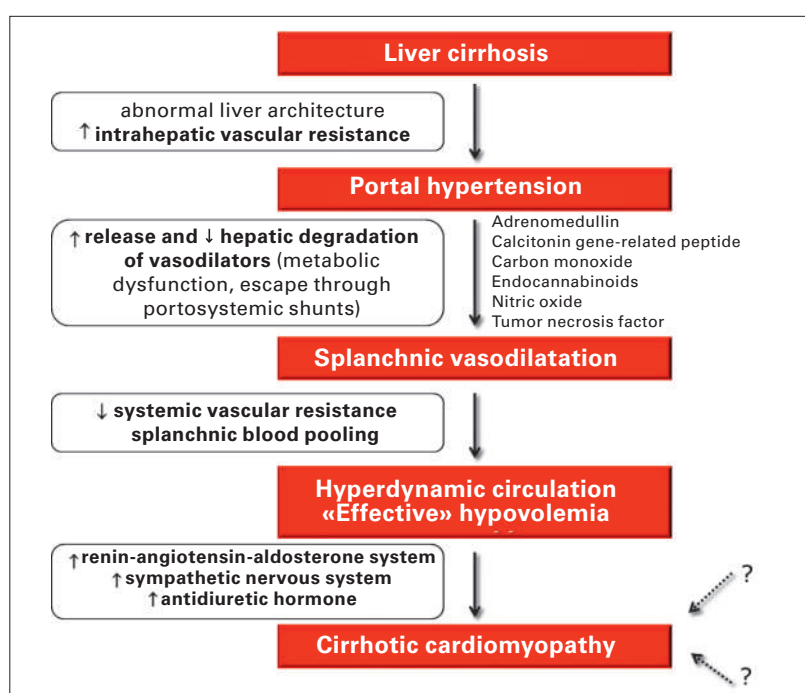 Liver cirrhosis
abnormal liver architecture
↑ intrahepatic vascular resistance
Portal hypertension
↑ release and ↓ hepatic degradation
of vasodilators (metabolic
dysfunction, escape through
portosystemic shunts)
Adrenomedullin
Calcitonin gene-related peptide
Carbon monoxide
Endocannabinoids
Nitric oxide
Tumor necrosis factor
Splanchnic vasodilatation
↓ systemic vascular resistance
splanchnic blood pooling
Hyperdynamic circulation
«Effective» hypovolemia
↑ renin-angiotensin-aldosterone system
↑ sympathetic nervous system
↑ antidiuretic hormone
?
Cirrhotic cardiomyopathy
?